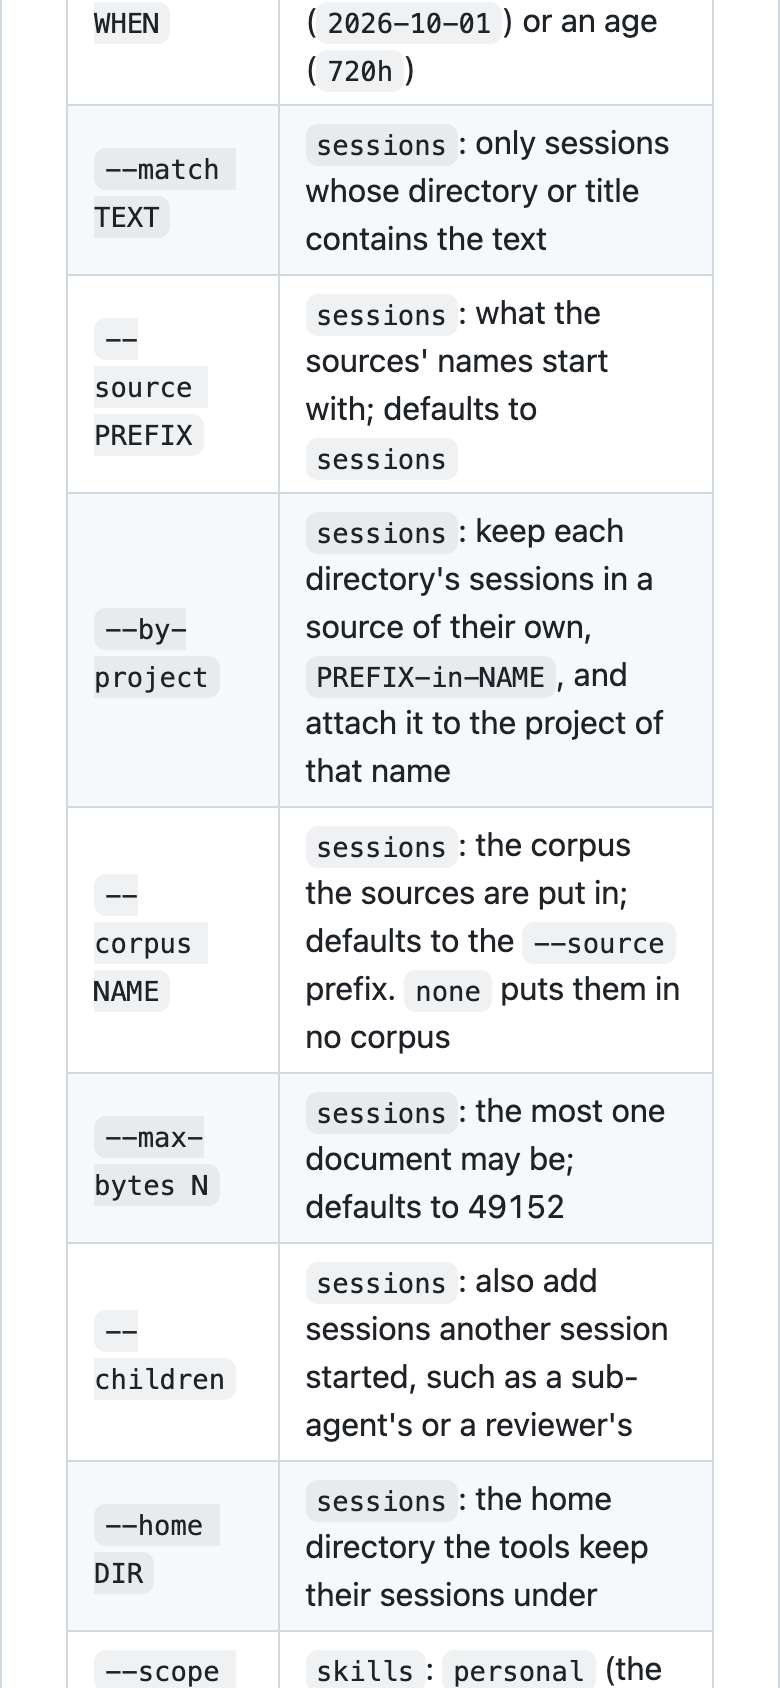 WHEN
(2026-10-01) or an age
(720h)
--match
TEXT
sessions: only sessions
whose directory or title
contains the text
--
source
PREFIX
sessions: what the
sources' names start
with; defaults to
sessions
--by-
project
sessions: keep each
directory's sessions in a
source of their own,
PREFIX-in-NAME, and
attach it to the project of
that name
--
corpus
NAME
sessions: the corpus
the sources are put in;
defaults to the --source
prefix. none puts them in
no corpus
--max-
bytes N
sessions: the most one
document may be;
defaults to 49152
--
children
sessions: also add
sessions another session
started, such as a sub-
agent's or a reviewer's
--home
DIR
sessions: the home
directory the tools keep
their sessions under
--scope
skills: personal (the